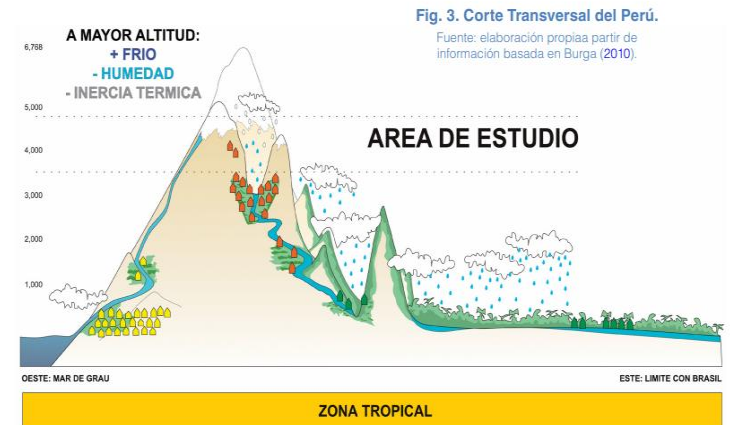 Fig. 3. Corte Transversal del Perú.
Fuente: elaboración propiaa partir de
información basada en Burga (2010).
A MAYOR ALTITUD:
+ FRIO
- HUMEDAD
- INERCIA TERMICA
6,768
5,000
4,000
3,000
2,000
1,000
AREA DE ESTUDIO
OESTE: MAR DE GRAU
ESTE: LIMITE CON BRASIL
ZONA TROPICAL